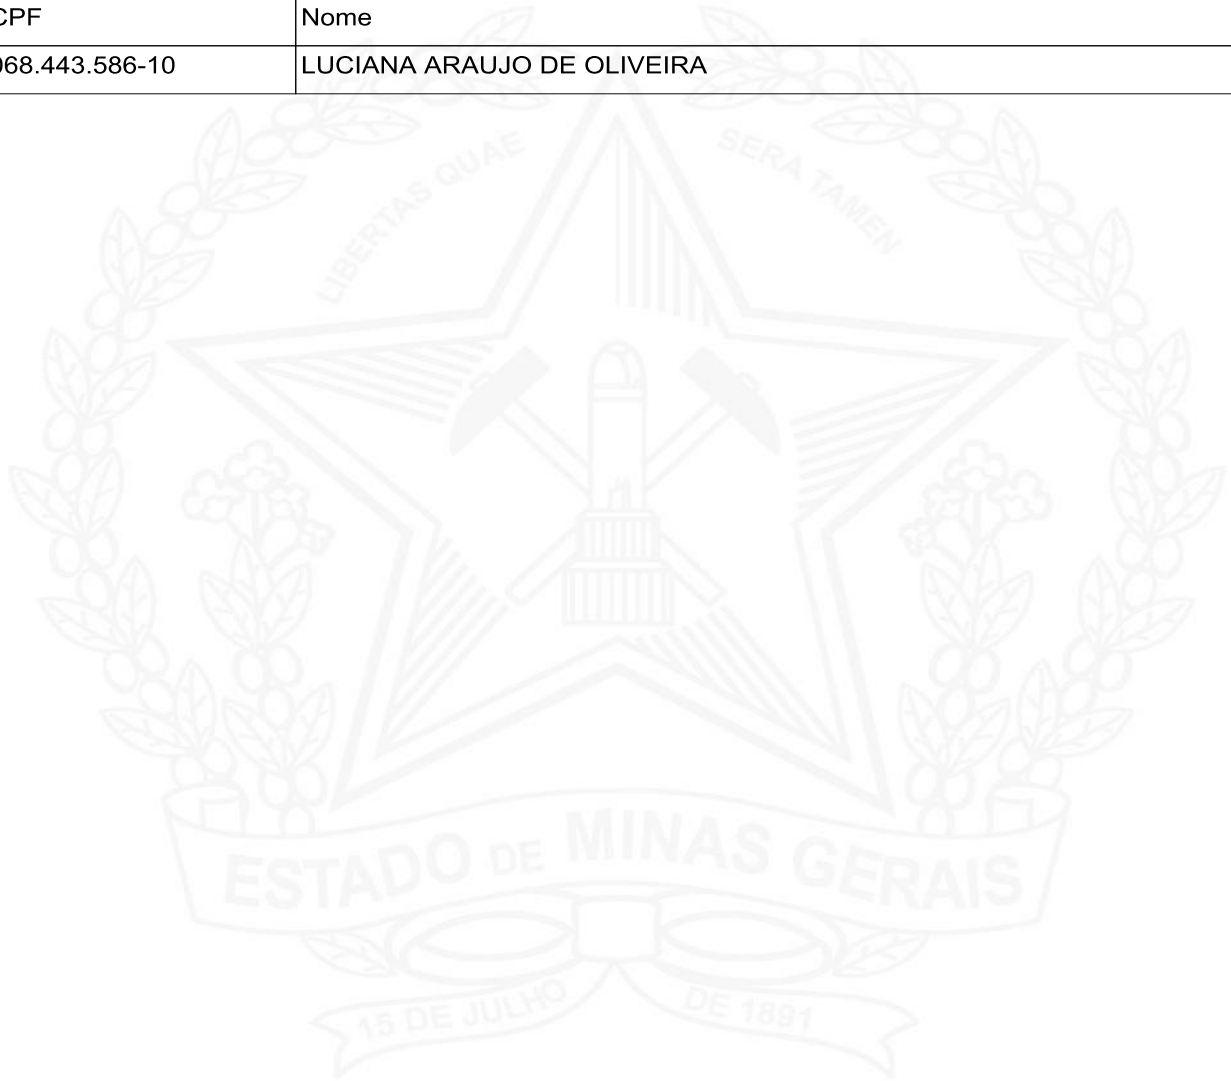 CPF Nome
068.443.586-10 LUCIANA ARAUJO DE OLIVEIRA
LIBERTAS QUAE SERA TAMEN
ESTADO DE MINAS GERAIS
15 DE JULHO DE 1891